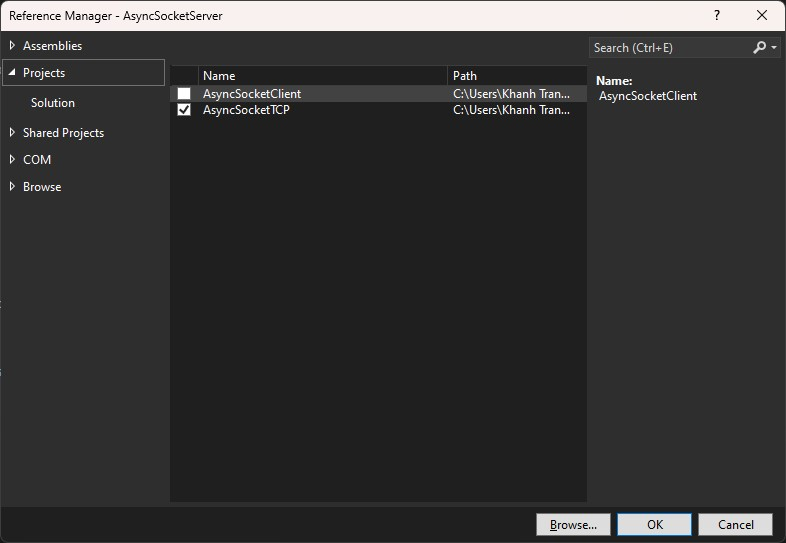 Reference Manager - AsyncSocketServer ?
Assemblies
Search (Ctrl+E)
Projects
Solution
Shared Projects
COM
Browse
Name Path
AsyncSocketClient C:\Users\Khanh Tran...
AsyncSocketTCP C:\Users\Khanh Tran...
Name:
AsyncSocketClient
Browse... OK Cancel